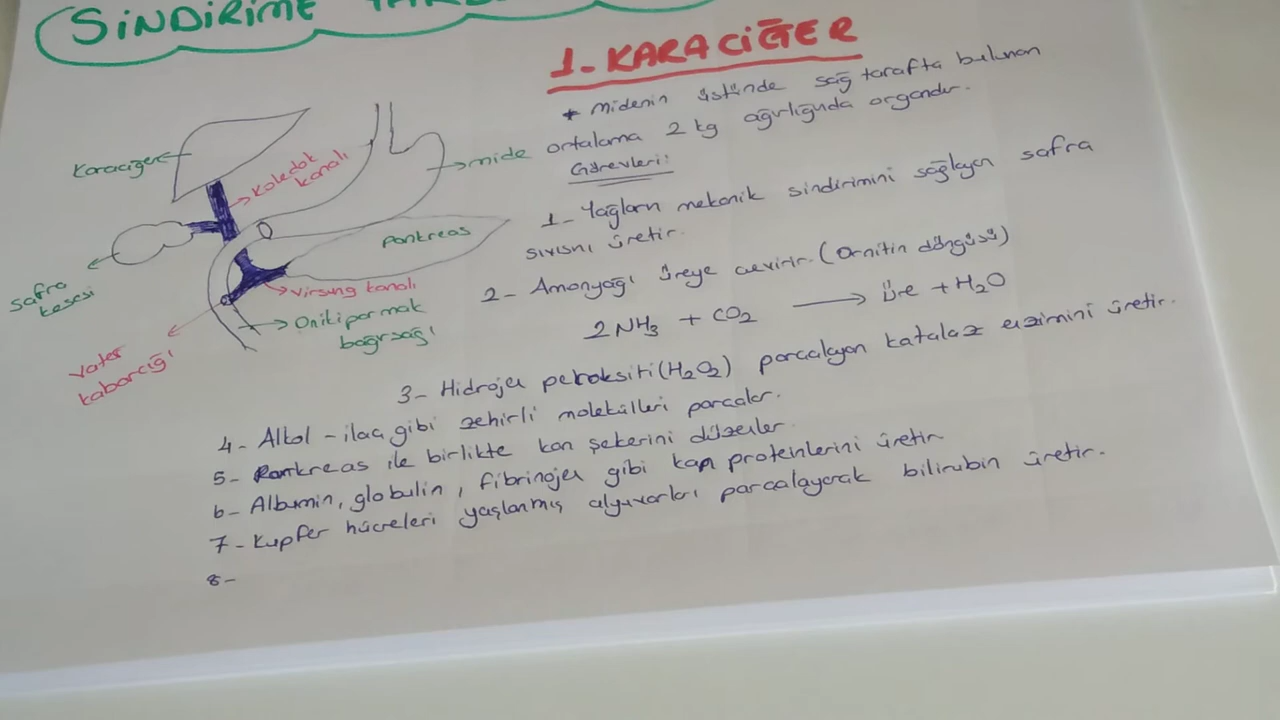 SİNDİRİME
1-KARACİĞER
* Midenin üstünde sağ tarafta bulunan
ortalama 2 kg ağırlığında organdır.
Görevleri:
1- Yağların mekanik sindirimini sağlayan safra
sıvısını üretir.
2- Amonyağı üreye çevirir. (Ornitin döngüsü)
2NH₃ + CO₂ → Üre + H₂O
3- Hidrojen peroksiti (H₂O₂) parçalayan katalaz enzimini üretir.
4- Alkol - ilaç gibi zehirli molekülleri parçalar.
5- Pankreas ile birlikte kan şekerini düzenler
6- Albumin, globulin, fibrinojen gibi kan proteinlerini üretir
7- Kupfer hücreleri yaşlanmış alyuvarları parçalayarak bilirubin üretir.
8-
Karaciğer
Koledok
kanalı
mide
pankreas
safra
kesesi
Virsung kanalı
Onikiparmak
bağırsağı
Vater
kabarcığı